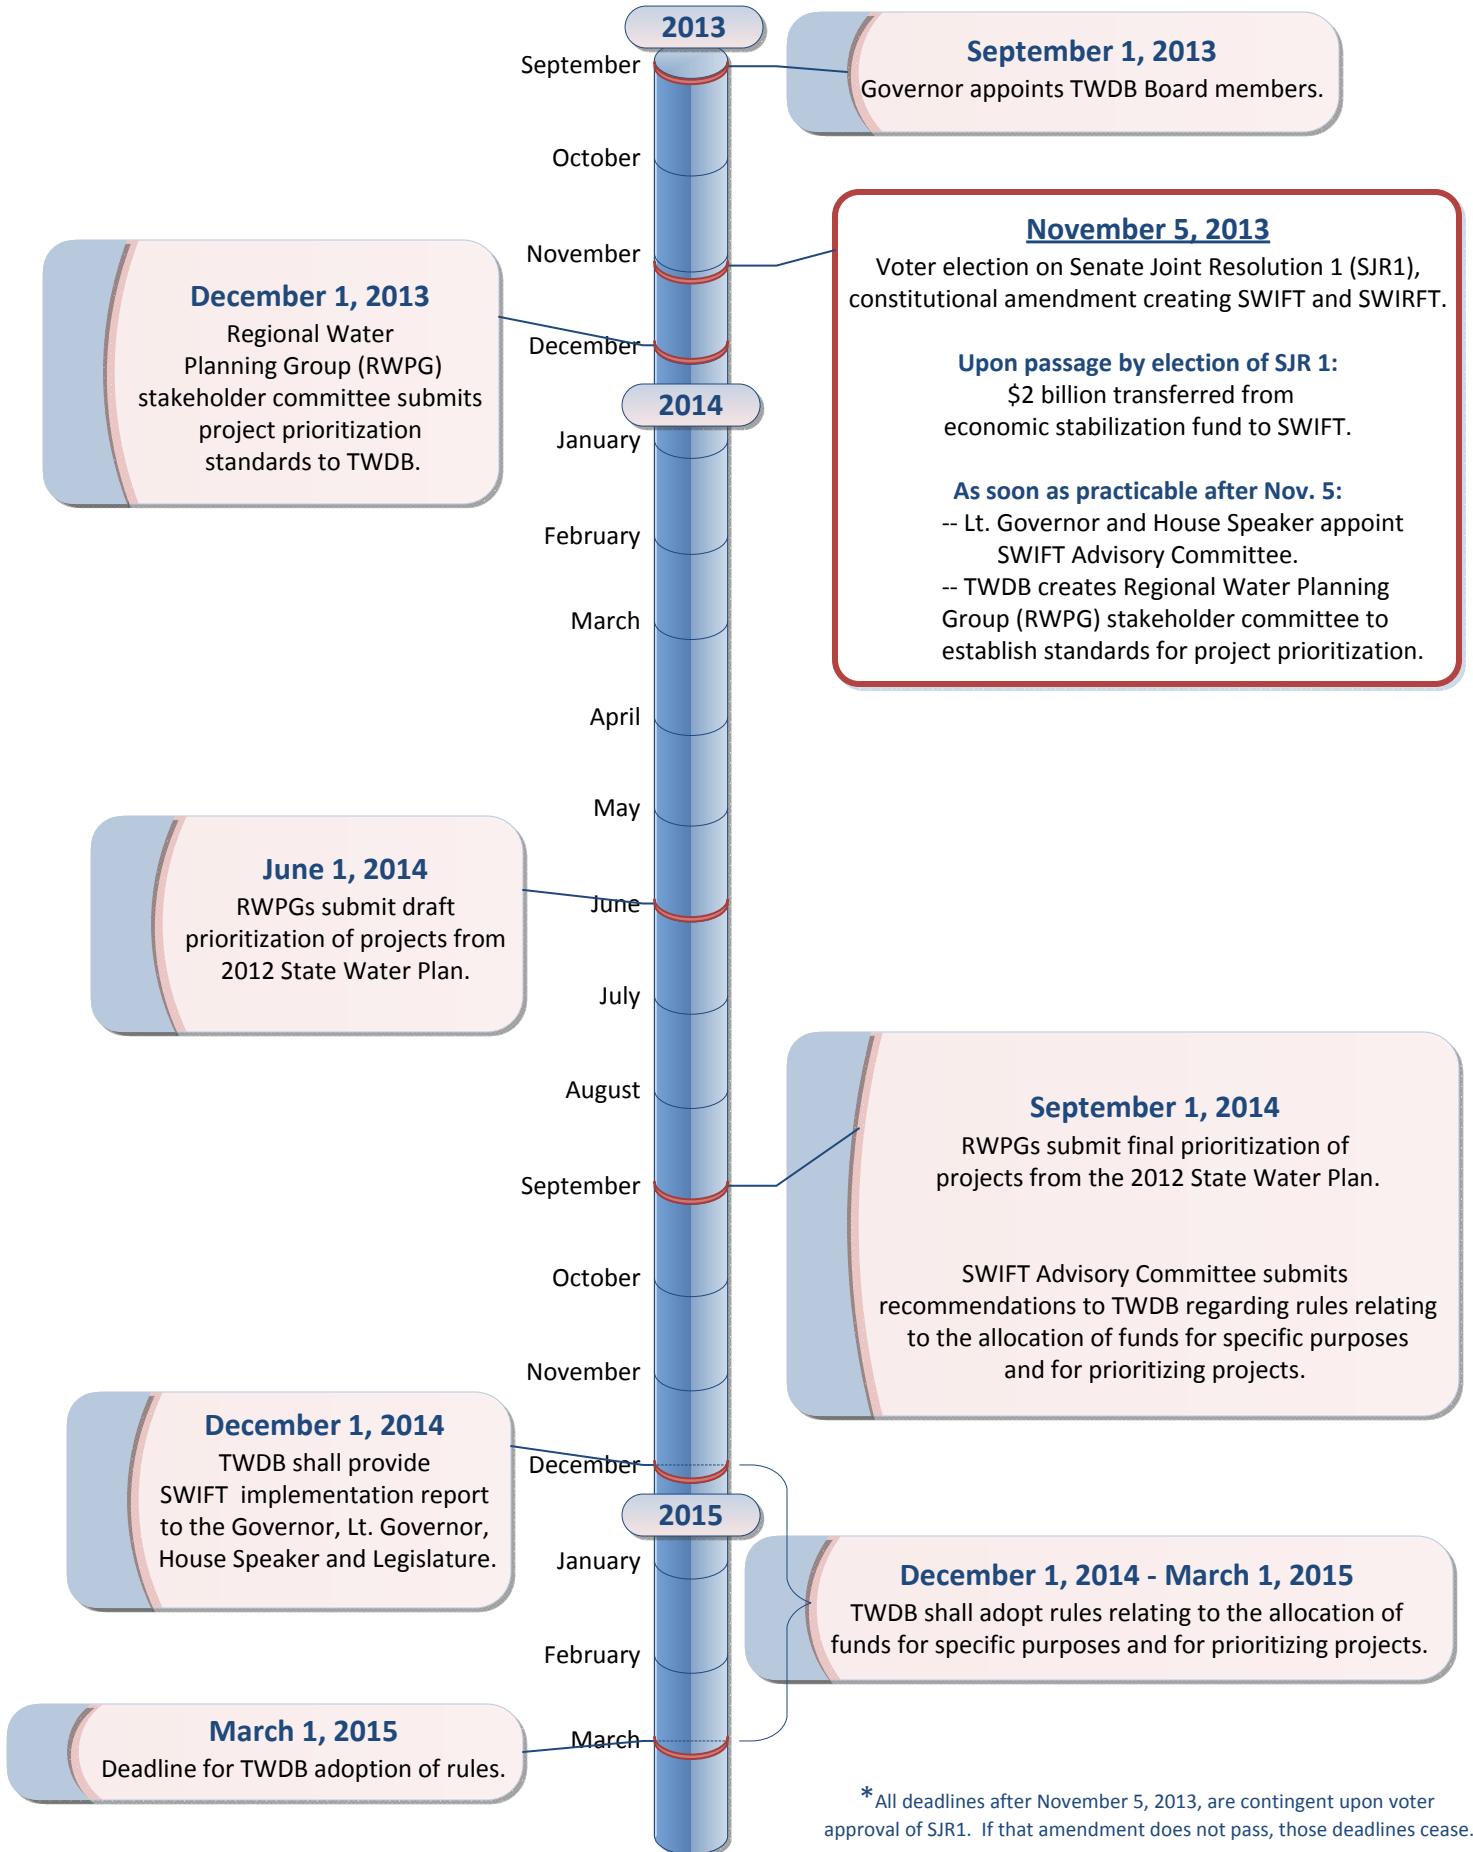 2013
September
September 1, 2013
Governor appoints TWDB Board members.
October
November
November 5, 2013
Voter election on Senate Joint Resolution 1 (SJR1),
constitutional amendment creating SWIFT and SWIRFT.
Upon passage by election of SJR 1:
$2 billion transferred from
economic stabilization fund to SWIFT.
As soon as practicable after Nov. 5:
-- Lt. Governor and House Speaker appoint
SWIFT Advisory Committee.
-- TWDB creates Regional Water Planning
Group (RWPG) stakeholder committee to
establish standards for project prioritization.
December 1, 2013
Regional Water
Planning Group (RWPG)
stakeholder committee submits
project prioritization
standards to TWDB.
December
2014
January
February
March
April
May
June 1, 2014
RWPGs submit draft
prioritization of projects from
2012 State Water Plan.
June
July
August
September
September 1, 2014
RWPGs submit final prioritization of
projects from the 2012 State Water Plan.
SWIFT Advisory Committee submits
recommendations to TWDB regarding rules relating
to the allocation of funds for specific purposes
and for prioritizing projects.
October
November
December 1, 2014
TWDB shall provide
SWIFT  implementation report
to the Governor, Lt. Governor,
House Speaker and Legislature.
December
2015
January
December 1, 2014 - March 1, 2015
TWDB shall adopt rules relating to the allocation of
funds for specific purposes and for prioritizing projects.
February
March
March 1, 2015
Deadline for TWDB adoption of rules.
*All deadlines after November 5, 2013, are contingent upon voter
approval of SJR1.  If that amendment does not pass, those deadlines cease.